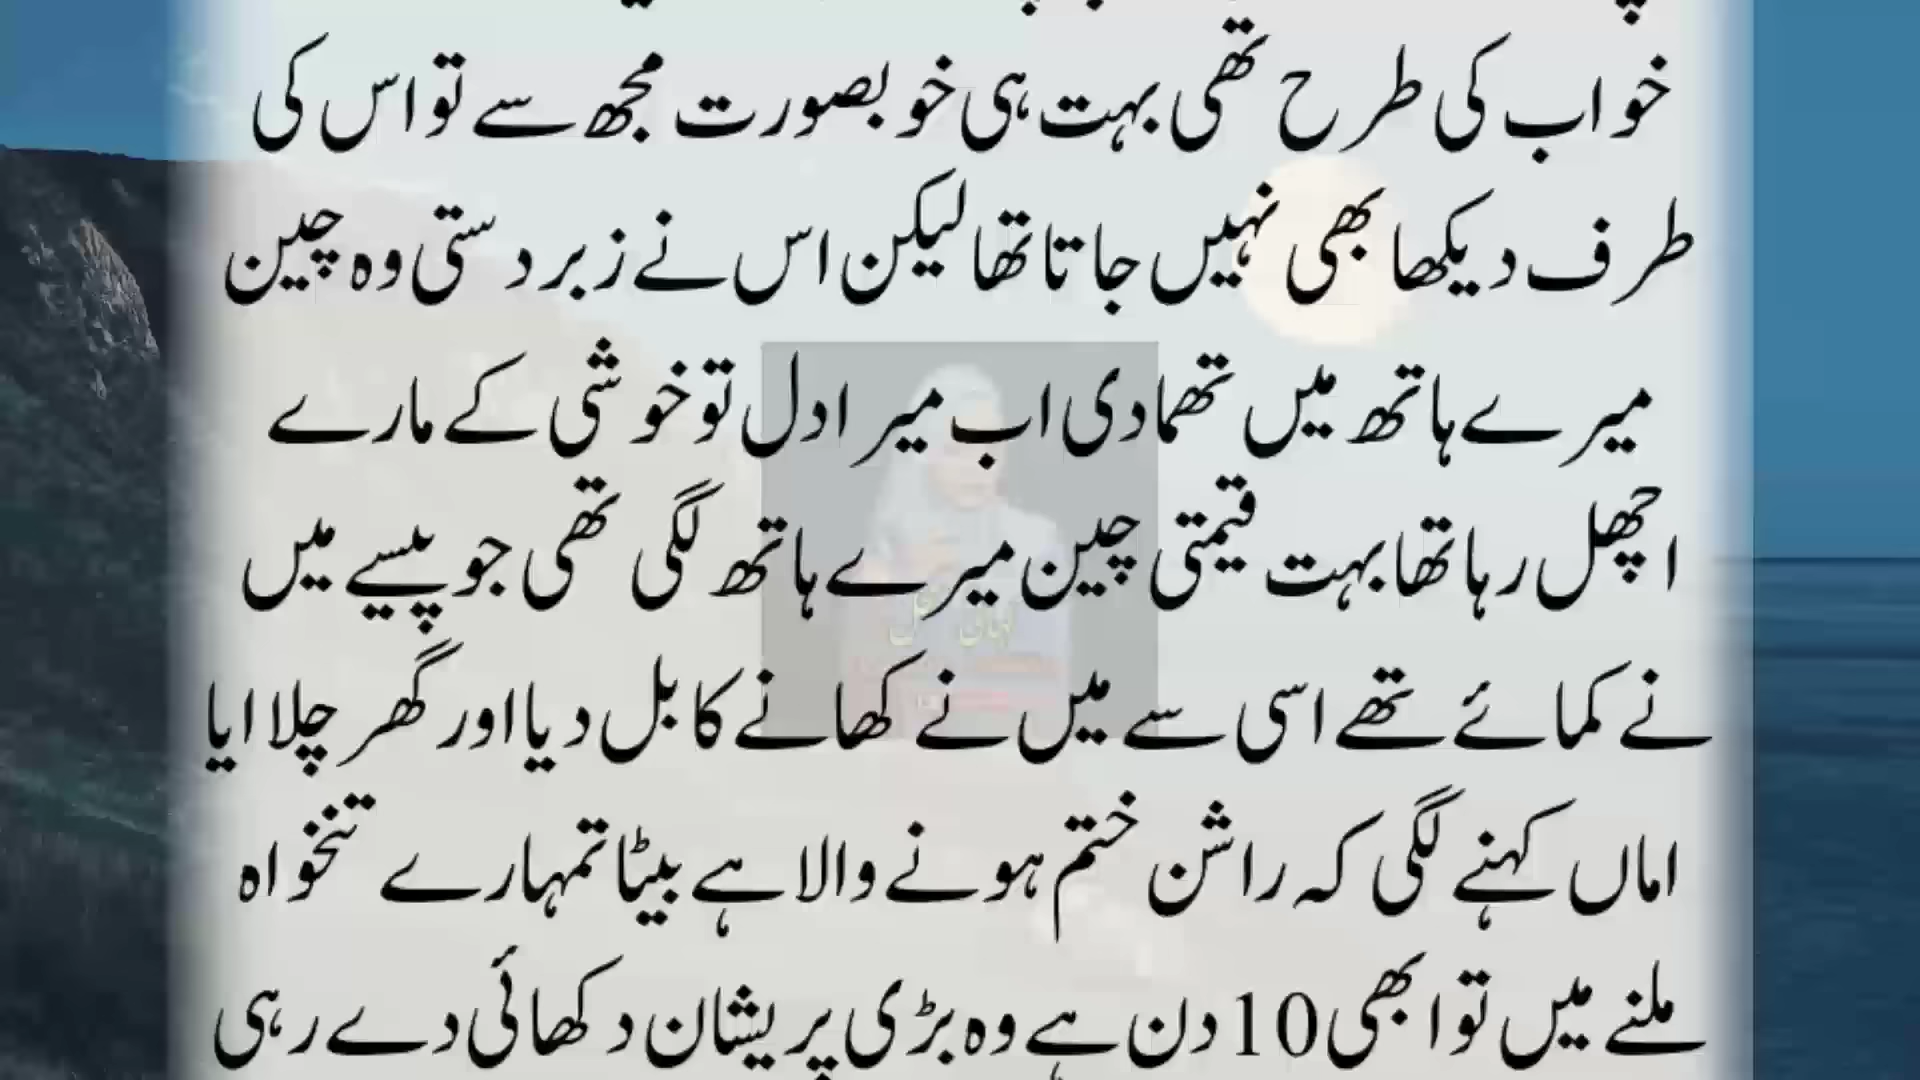 خواب کی طرح تھی بہت ہی خوبصورت مجھ سے تو اس کی
طرف دیکھا بھی نہیں جاتا تھا لیکن اس نے زبردستی وہ چین
میرے ہاتھ میں تھما دی اب میرا دل تو خوشی کے مارے
اچھل رہا تھا بہت قیمتی چین میرے ہاتھ لگی تھی جو پیسے میں
نے کمائے تھے اسی سے میں نے کھانے کا بل دیا اور گھر چلا ایا
اماں کہنے لگی کہ راشن ختم ہونے والا ہے بیٹا تمہارے تنخواہ
ملنے میں تو ابھی 10 دن ہے وہ بڑی پریشان دکھائی دے رہی